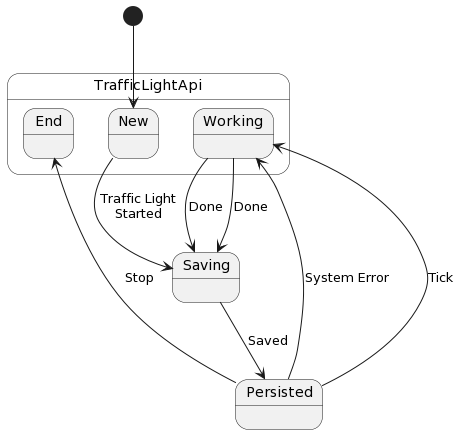 TrafficLightApi
End
New
Working
Traffic Light
Started
Done
Done
Saving
Stop
System Error
Tick
Saved
Persisted